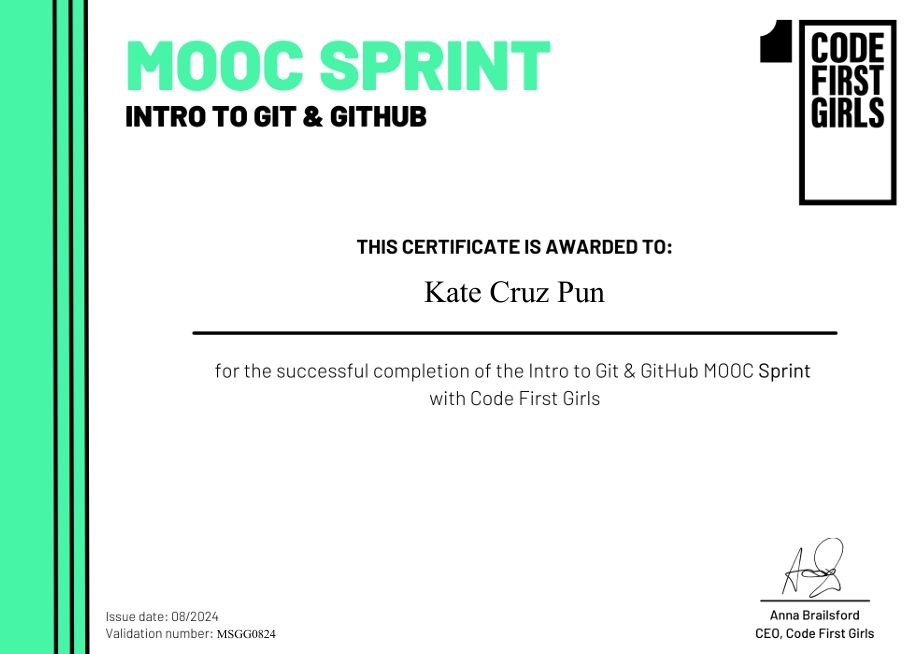 MOOC SPRINT
INTRO TO GIT & GITHUB
CODE
FIRST
GIRLS
THIS CERTIFICATE IS AWARDED TO:
Kate Cruz Pun
for the successful completion of the Intro to Git & GitHub MOOC Sprint
with Code First Girls
Issue date: 08/2024
Validation number: MSGG0824
Anna Brailsford
CEO, Code First Girls